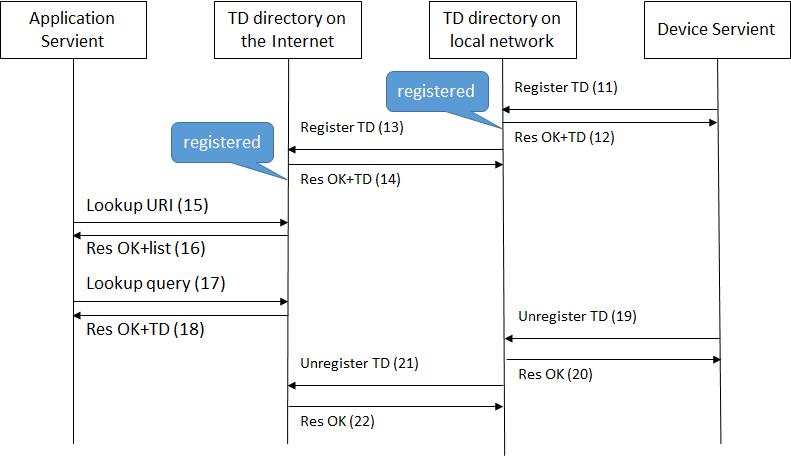 Application
Servient
TD directory on
the Internet
TD directory on
local network
Device Servient
registered
Register TD (11)
Register TD (13)
Res OK+TD (12)
registered
Res OK+TD (14)
Lookup URI (15)
Res OK+list (16)
Lookup query (17)
Unregister TD (19)
Res OK+TD (18)
Unregister TD (21)
Res OK (20)
Res OK (22)